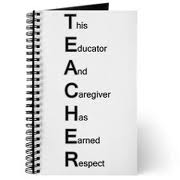 This
Educator
And
Caregiver
Has
Earned
Respect